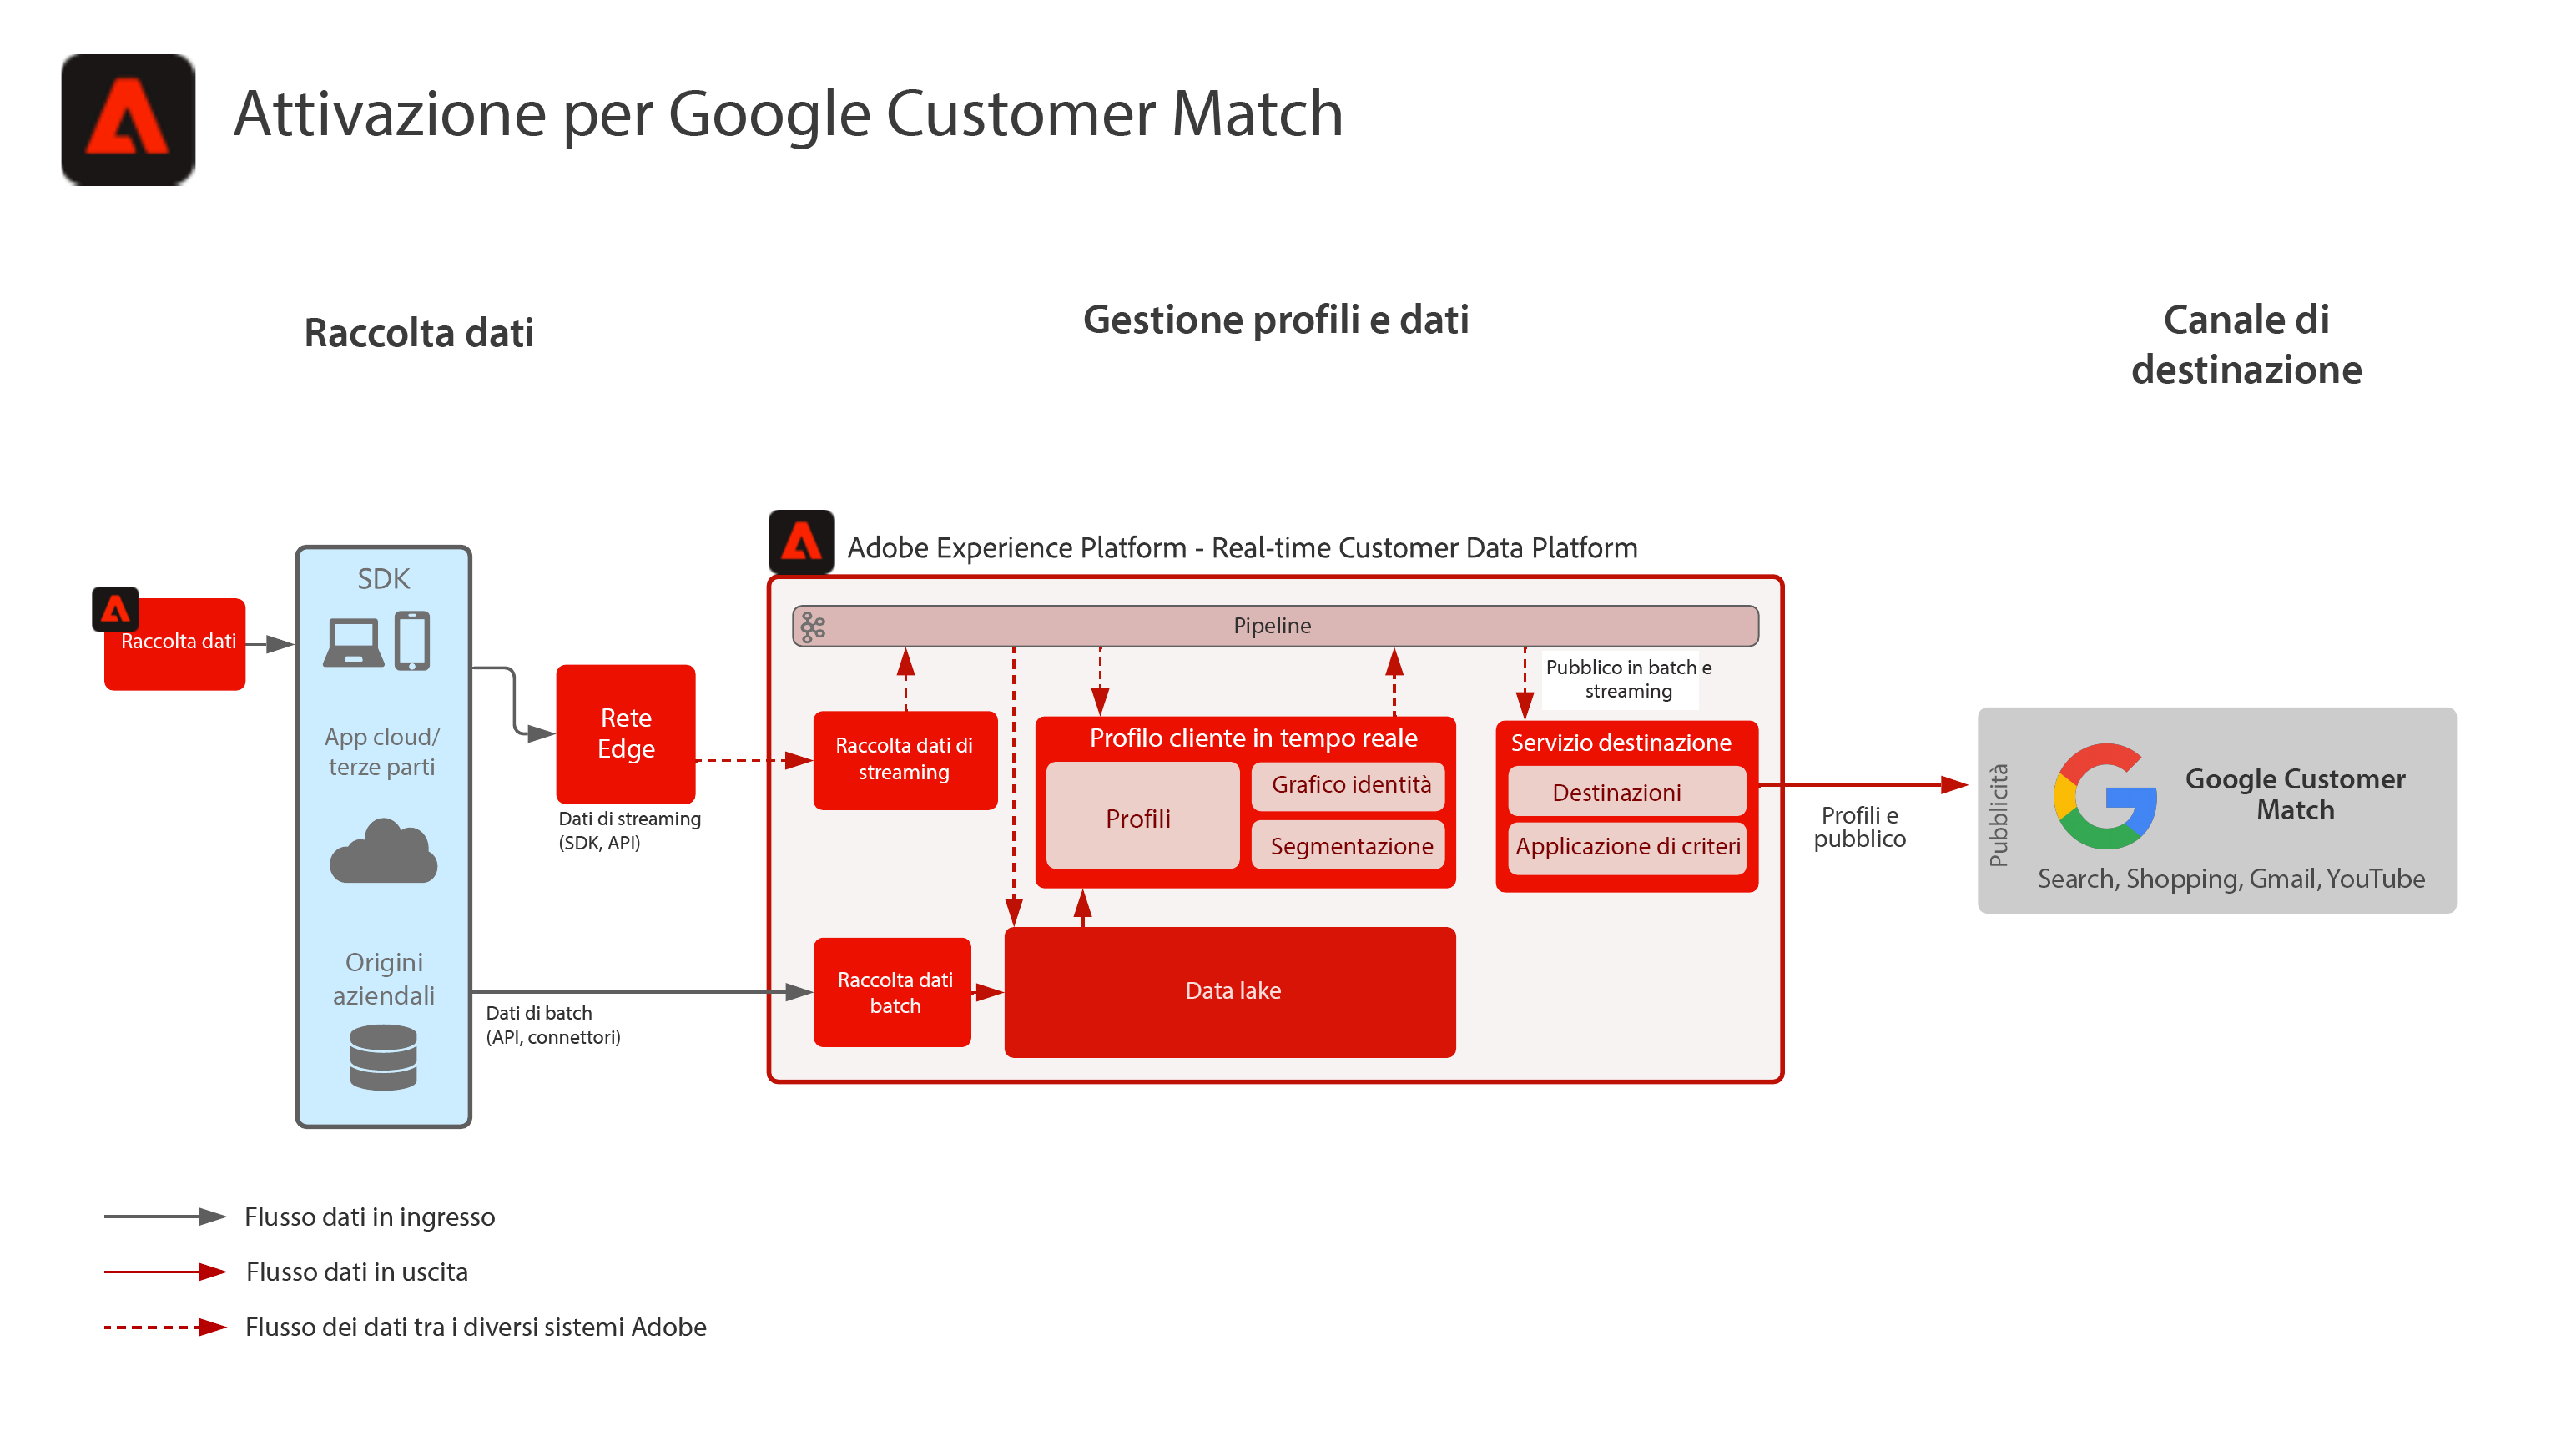 Attivazione per Google Customer Match
Raccolta dati
Gestione profili e dati
Canale di
destinazione
Raccolta dati
SDK
App cloud/
terze parti
Origini
aziendali
Rete
Edge
Dati di streaming
(SDK, API)
Dati di batch
(API, connettori)
Adobe Experience Platform - Real-time Customer Data Platform
Pipeline
Raccolta dati di
streaming
Profilo cliente in tempo reale
Profili
Grafico identità
Segmentazione
Pubblico in batch e
streaming
Servizio destinazione
Destinazioni
Applicazione di criteri
Raccolta dati
batch
Data lake
Profili e
pubblico
Pubblicità
Google Customer
Match
Search, Shopping, Gmail, YouTube
Flusso dati in ingresso
Flusso dati in uscita
Flusso dei dati tra i diversi sistemi Adobe